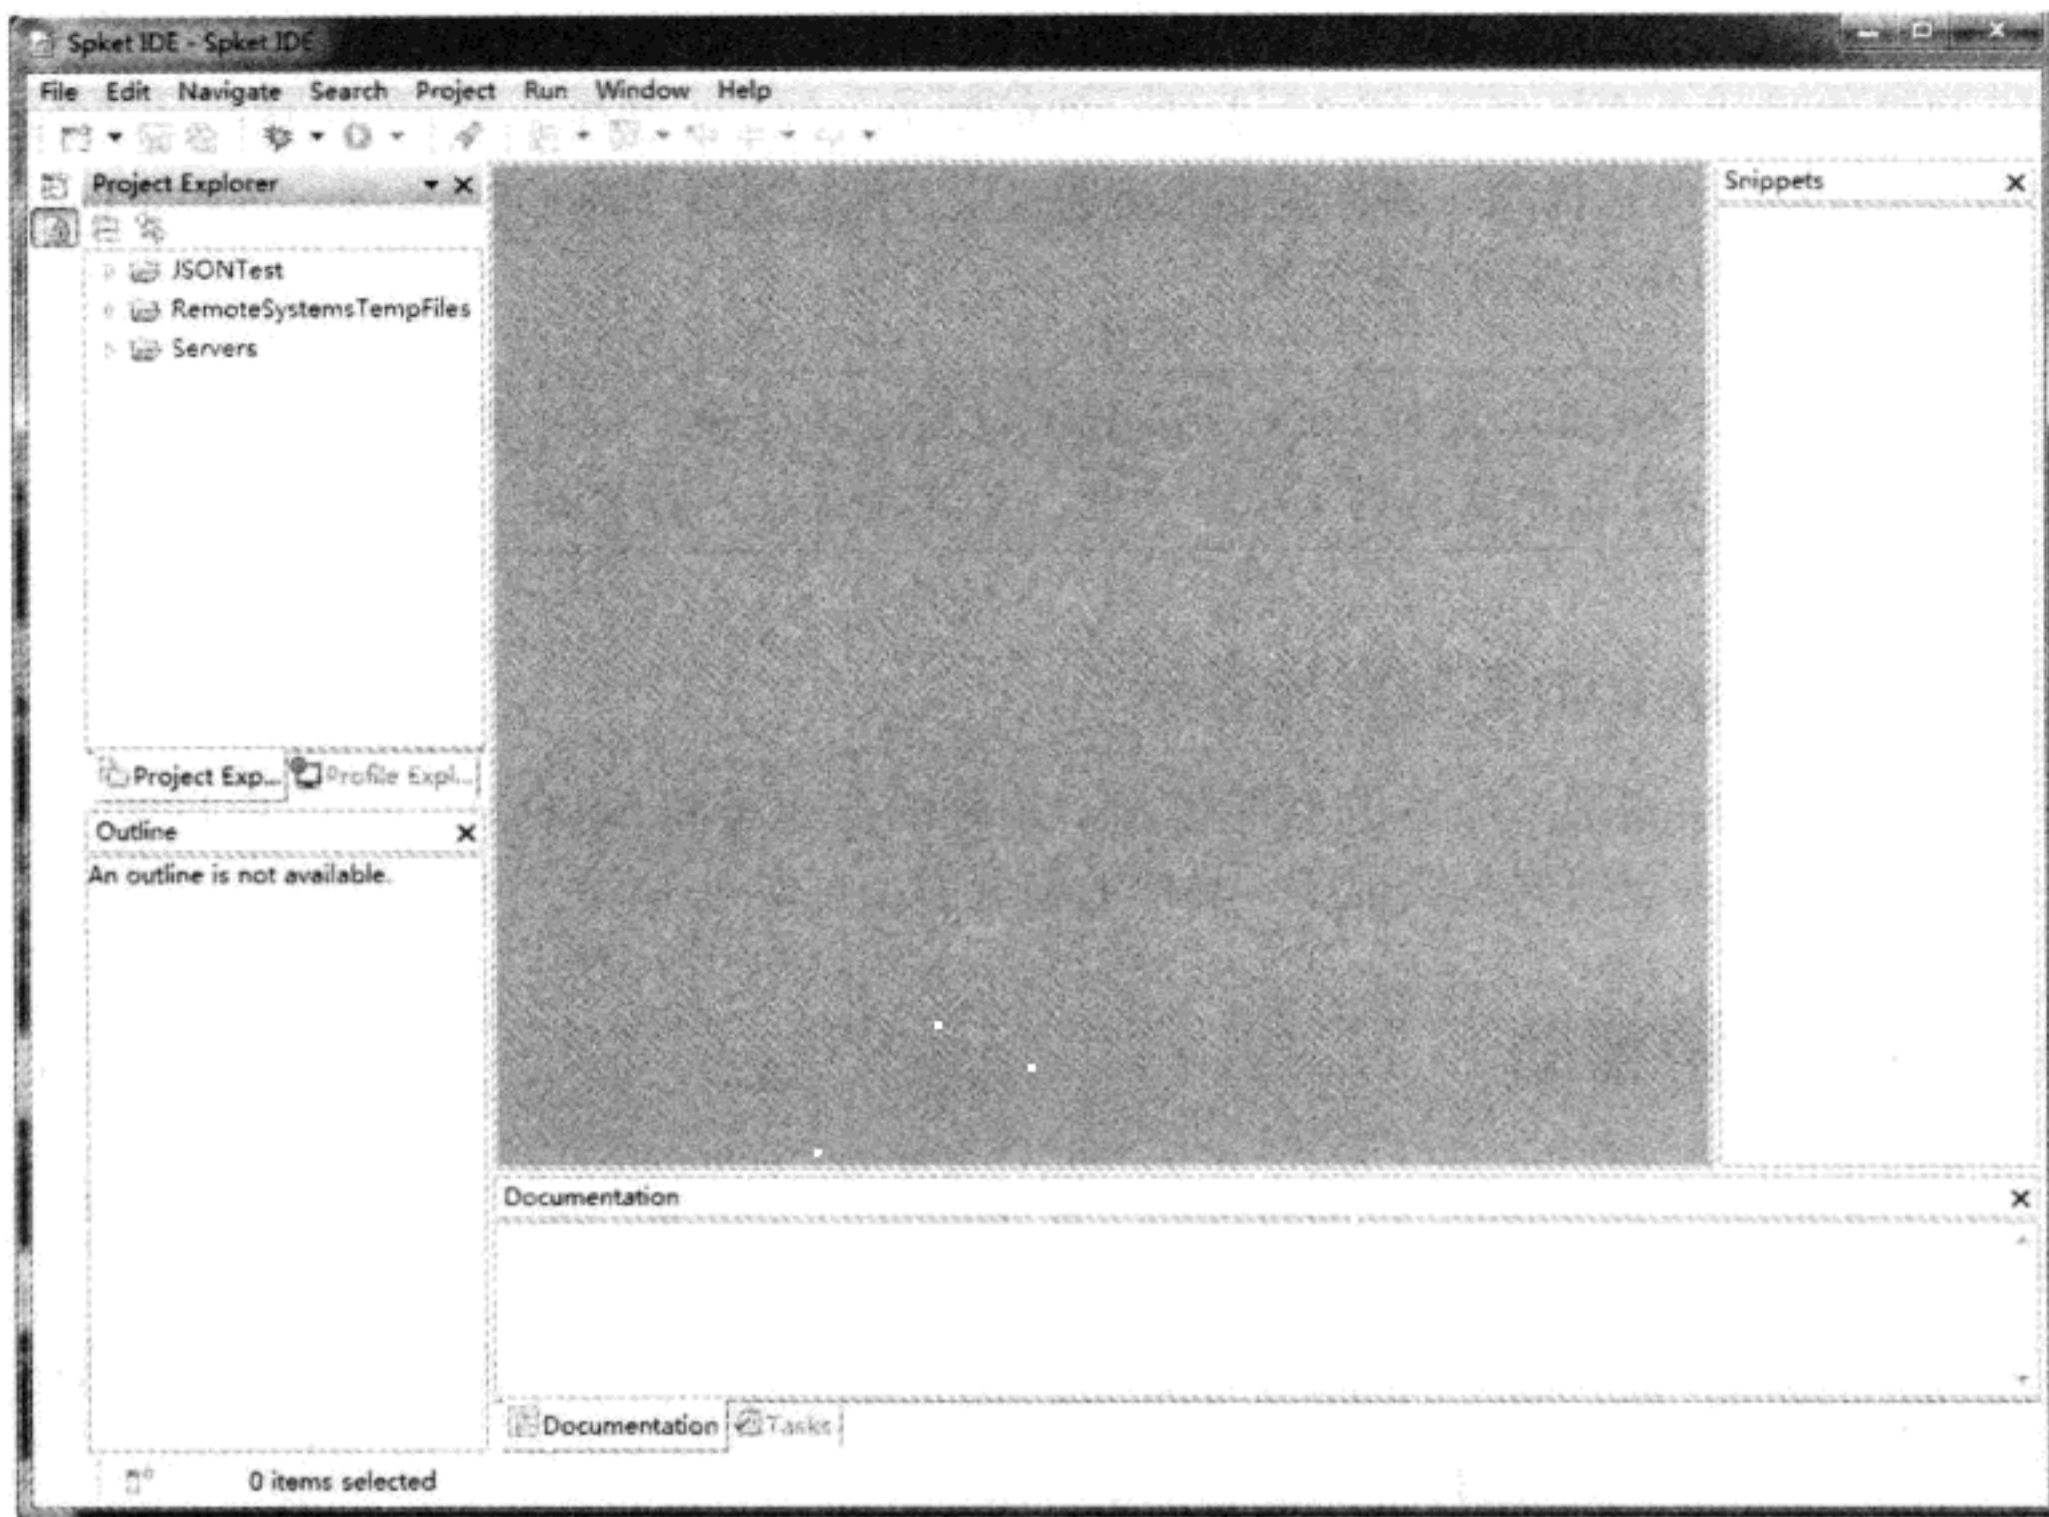 Spket IDE - Spket IDE
File Edit Navigate Search Project Run Window Help
Project Explorer
JSONTest
RemoteSystemsTempFiles
Servers
Project Exp... Profile Expl...
Outline
An outline is not available.
Snippets
Documentation
Documentation Tasks
0 items selected